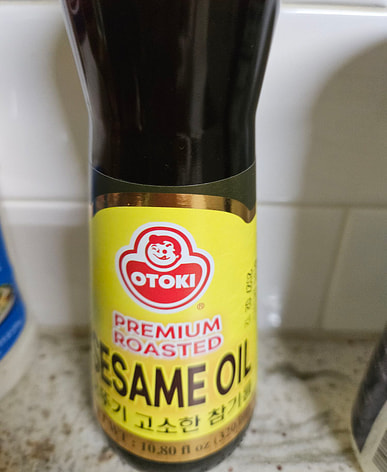 OTOKI
®
PREMIUM
ROASTED
SESAME OIL
고소한 참기름
: 10.80 fl oz